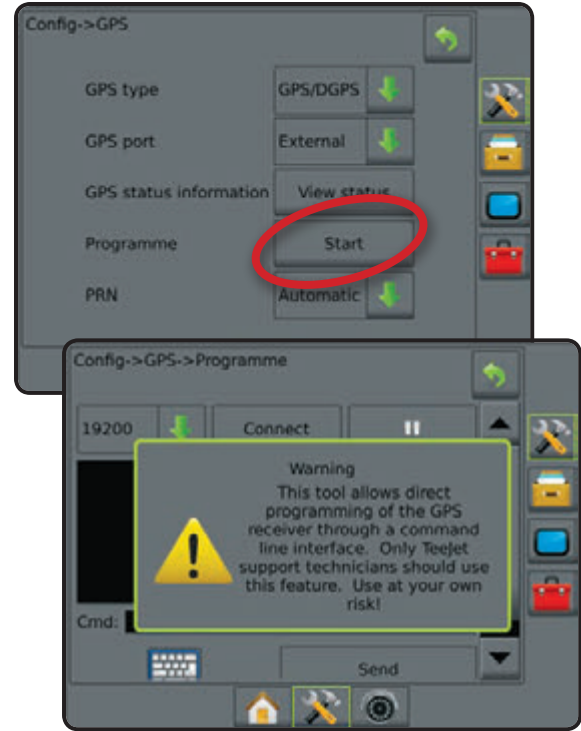 Config->GPS
GPS type
GPS/DGPS
GPS port
External
GPS status information
View status
Programme
Start
PRN
Automatic
Config->GPS->Programme
19200
Connect
Warning
This tool allows direct
programming of the GPS
receiver through a command
line interface. Only TeeJet
support technicians should use
this feature. Use at your own
risk!
Cmd:
Send